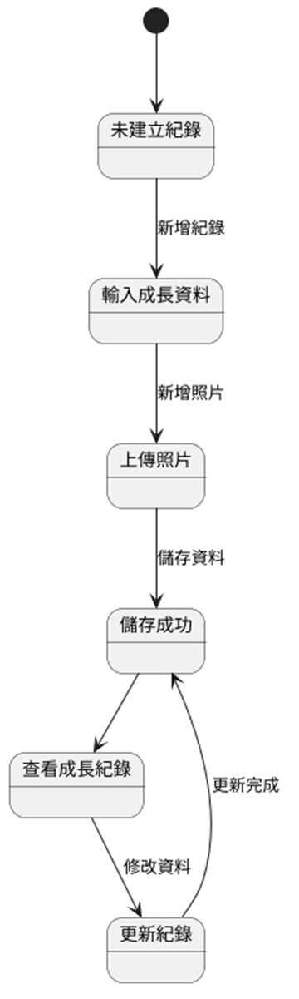 未建立紀錄
新增紀錄
輸入成長資料
新增照片
上傳照片
儲存資料
儲存成功
查看成長紀錄
更新完成
修改資料
更新紀錄